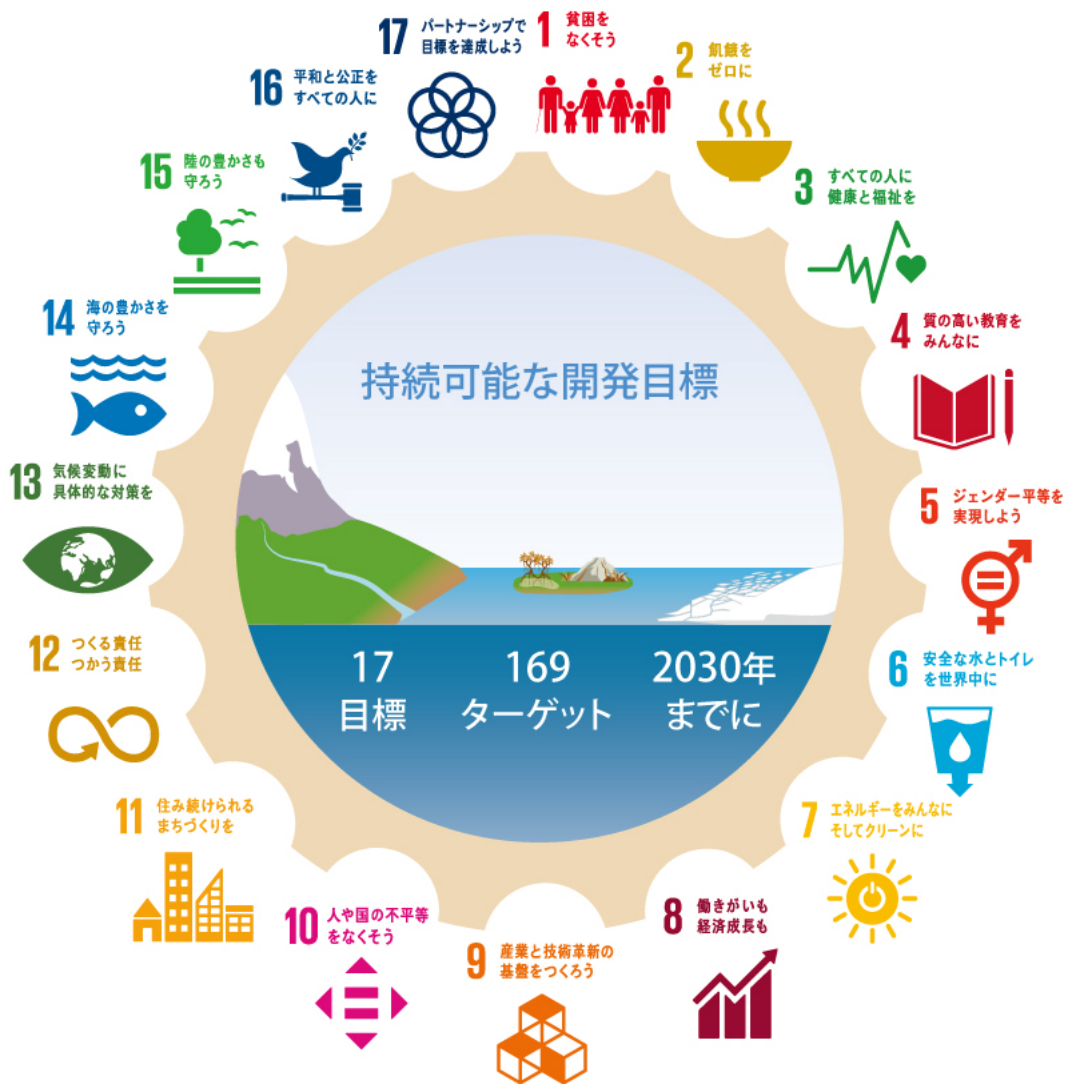 持続可能な開発目標
17
目標
169
ターゲット
2030年
までに
1 貧困を
なくそう
2 飢餓を
ゼロに
3 すべての人に
健康と福祉を
4 質の高い教育を
みんなに
5 ジェンダー平等を
実現しよう
6 安全な水とトイレ
を世界中に
7 エネルギーをみんなに
そしてクリーンに
8 働きがいも
経済成長も
9 産業と技術革新の
基盤をつくろう
10 人や国の不平等
をなくそう
11 住み続けられる
まちづくりを
12 つくる責任
つかう責任
13 気候変動に
具体的な対策を
14 海の豊かさを
守ろう
15 陸の豊かさも
守ろう
16 平和と公正を
すべての人に
17 パートナーシップで
目標を達成しよう